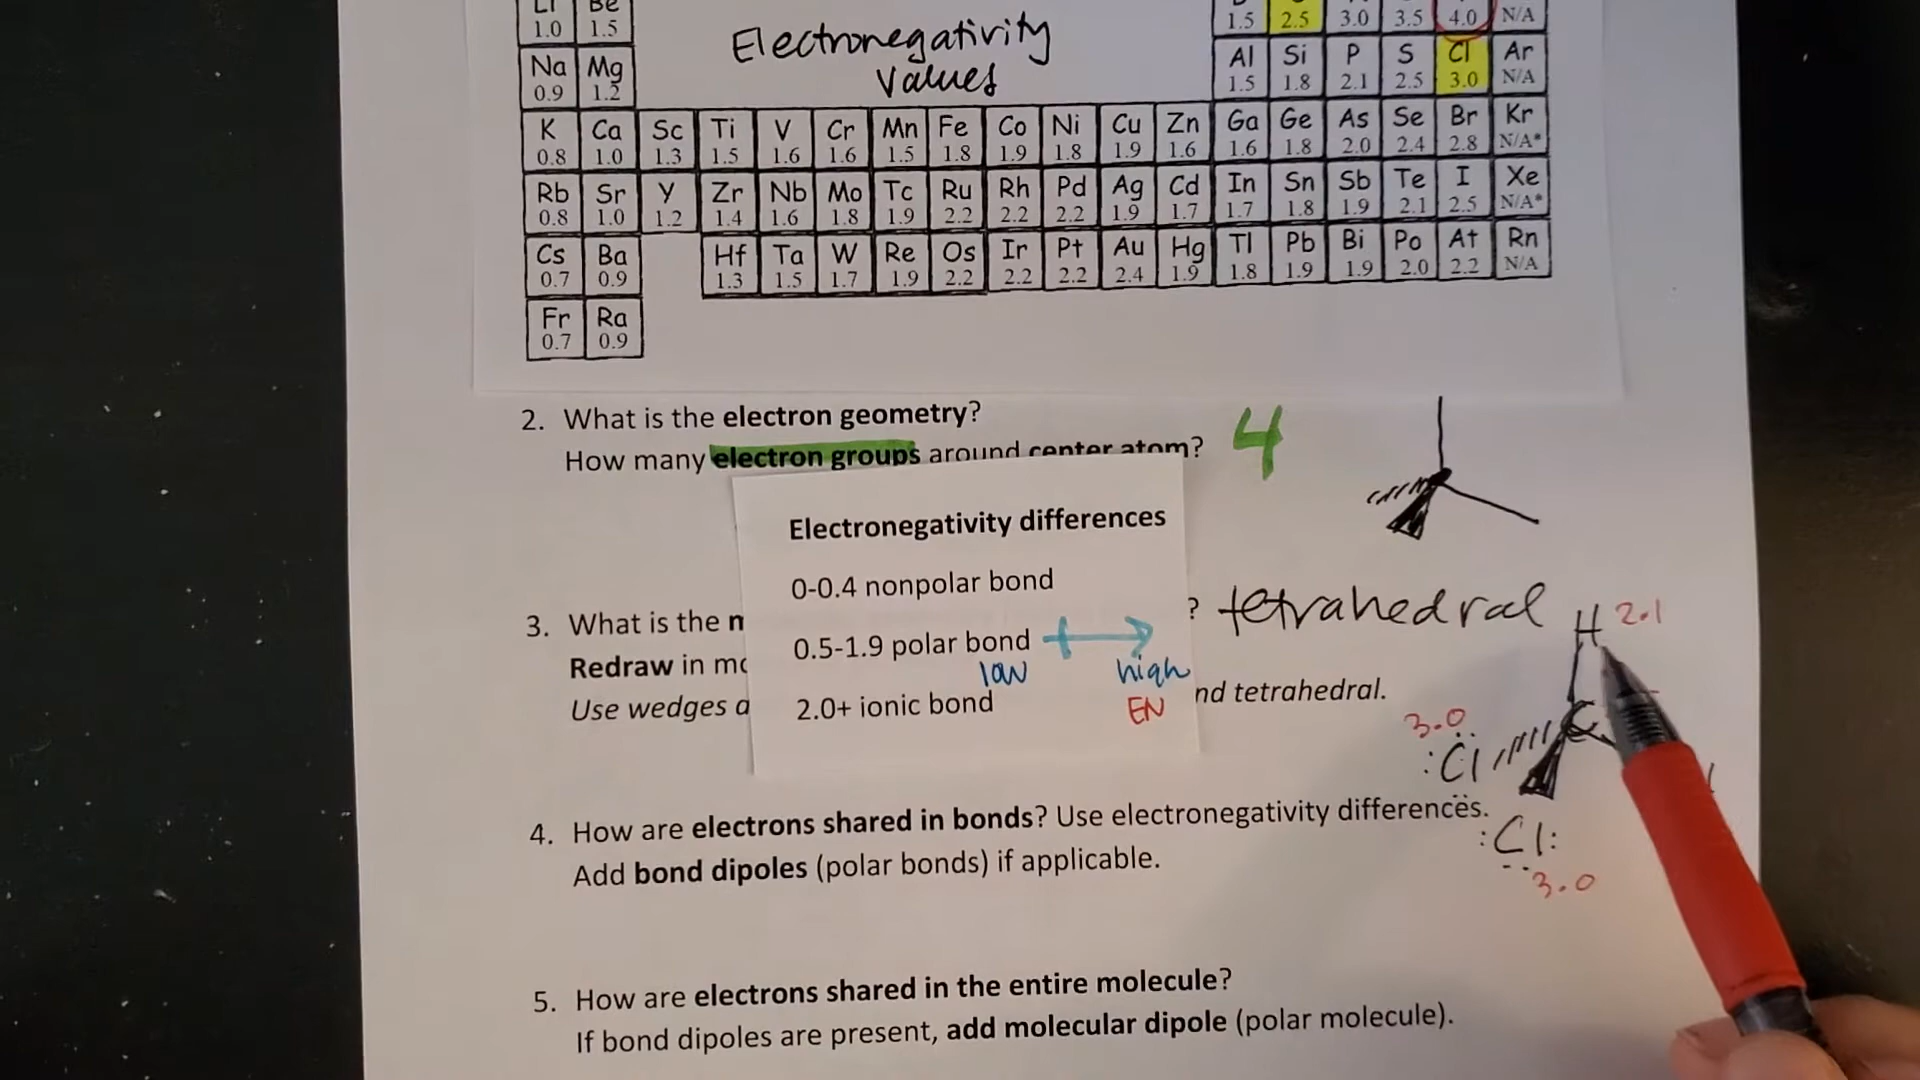 Li Be
1.0 1.5
1.5 2.5 3.0 3.5 4.0 N/A
Electronegativity
Values
Na Mg
0.9 1.2
Al Si P S Cl Ar
1.5 1.8 2.1 2.5 3.0 N/A
K Ca Sc Ti V Cr Mn Fe Co Ni Cu Zn Ga Ge As Se Br Kr
0.8 1.0 1.3 1.5 1.6 1.6 1.5 1.8 1.9 1.8 1.9 1.6 1.6 1.8 2.0 2.4 2.8 N/A*
Rb Sr Y Zr Nb Mo Tc Ru Rh Pd Ag Cd In Sn Sb Te I Xe
0.8 1.0 1.2 1.4 1.6 1.8 1.9 2.2 2.2 2.2 1.9 1.7 1.7 1.8 1.9 2.1 2.5 N/A*
Cs Ba Hf Ta W Re Os Ir Pt Au Hg Tl Pb Bi Po At Rn
0.7 0.9 1.3 1.5 1.7 1.9 2.2 2.2 2.2 2.4 1.9 1.8 1.9 1.9 2.0 2.2 N/A
Fr Ra
0.7 0.9
2. What is the electron geometry?
How many electron groups around center atom? 4
Electronegativity differences
0-0.4 nonpolar bond
0.5-1.9 polar bond
low high
2.0+ ionic bond EN
3. What is the
? tetrahedral
Redraw in
Use wedges
nd tetrahedral.
H 2.1
C
3.0
:Cl
:Cl:
3.0
4. How are electrons shared in bonds? Use electronegativity differences.
Add bond dipoles (polar bonds) if applicable.
5. How are electrons shared in the entire molecule?
If bond dipoles are present, add molecular dipole (polar molecule).